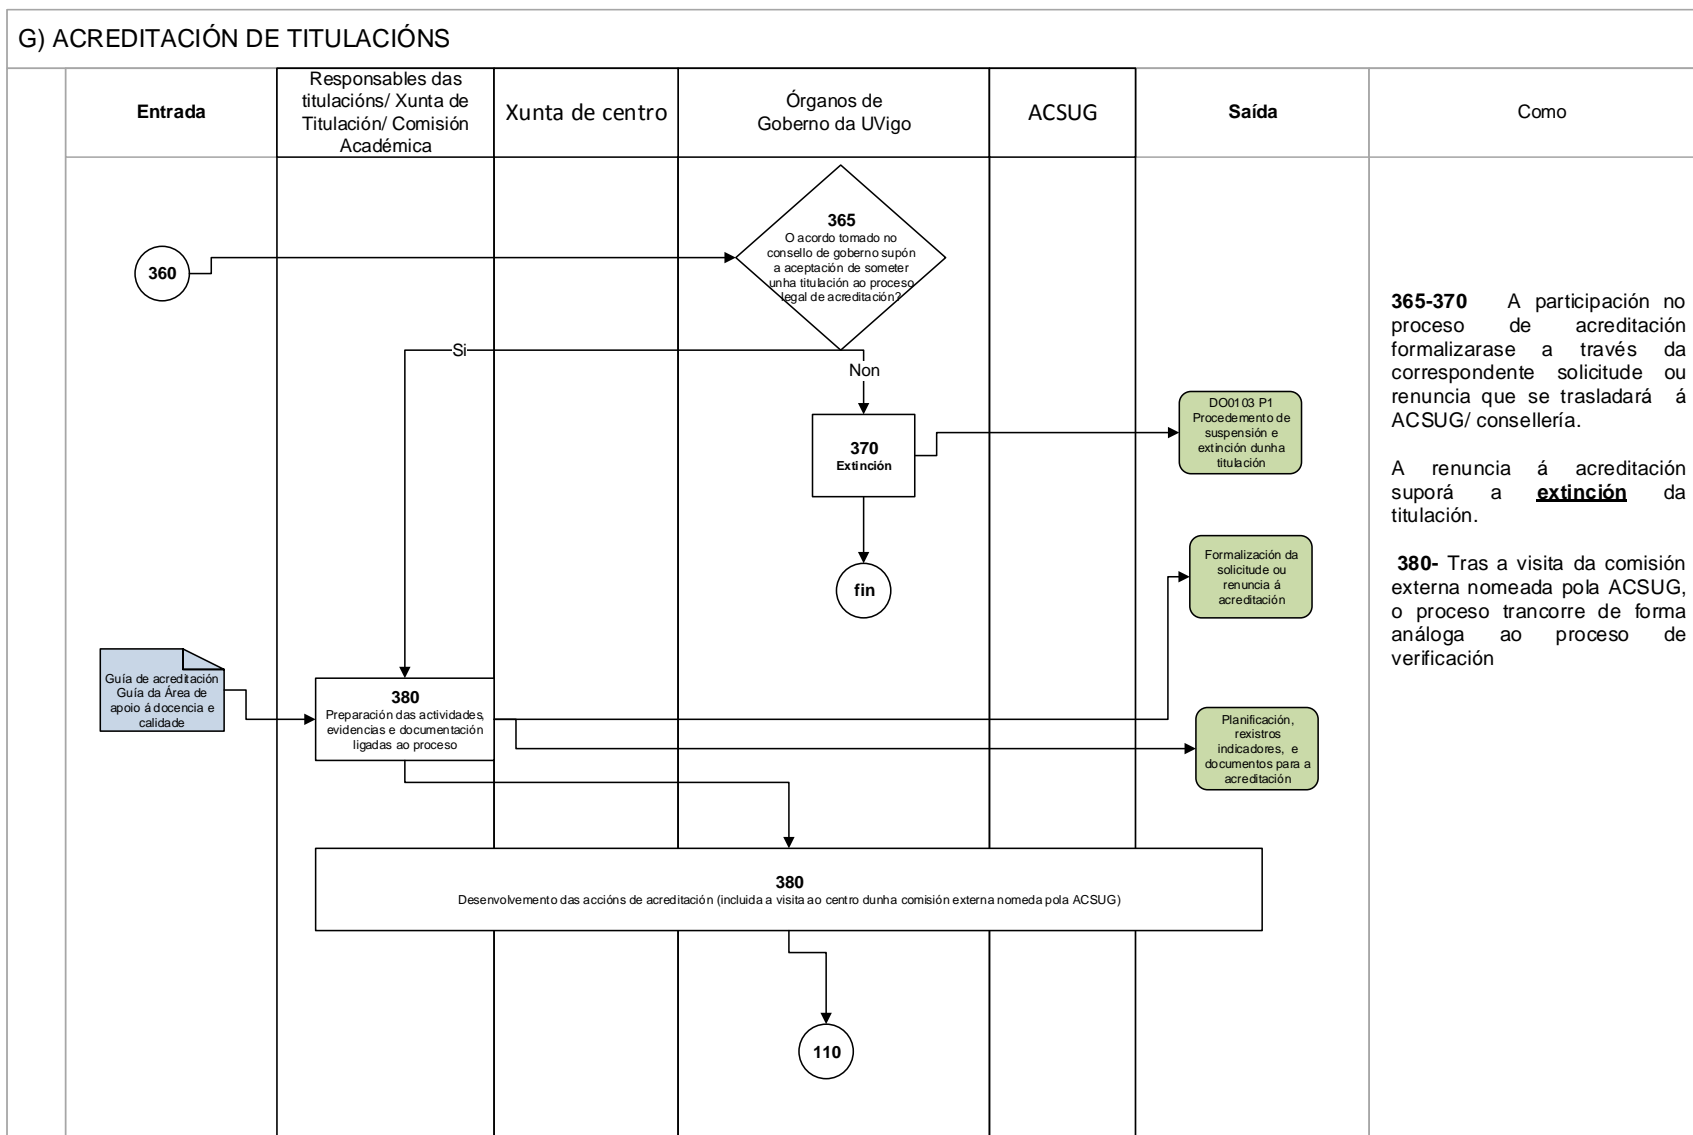 G) ACREDITACIÓN DE TITULACIÓNS
Entrada
Responsables das
titulacións/ Xunta de
Titulación/ Comisión
Académica
Xunta de centro
Órganos de
Goberno da UVigo
ACSUG
Saída
Como
360
365
O acordo tomado no
consello de goberno supón
a aceptación de someter
unha titulación ao proceso
legal de acreditación?
Si
Non
370
Extinción
DO0103 P1
Procedemento de
suspensión e
extinción dunha
titulación
fin
Formalización da
solicitude ou
renuncia á
acreditación
Guía de acreditación
Guía da Área de
apoio á docencia e
calidade
380
Preparación das actividades,
evidencias e documentación
ligadas ao proceso
Planificación,
rexistros
indicadores, e
documentos para a
acreditación
380
Desenvolvemento das accións de acreditación (incluida a visita ao centro dunha comisión externa nomeda pola ACSUG)
110
365-370 A participación no
proceso de acreditación
formalizarase a través da
correspondente solicitude ou
renuncia que se trasladará á
ACSUG/ consellería.
A renuncia á acreditación
suporá a extinción da
titulación.
380- Tras a visita da comisión
externa nomeada pola ACSUG,
o proceso trancorre de forma
análoga ao proceso de
verificación